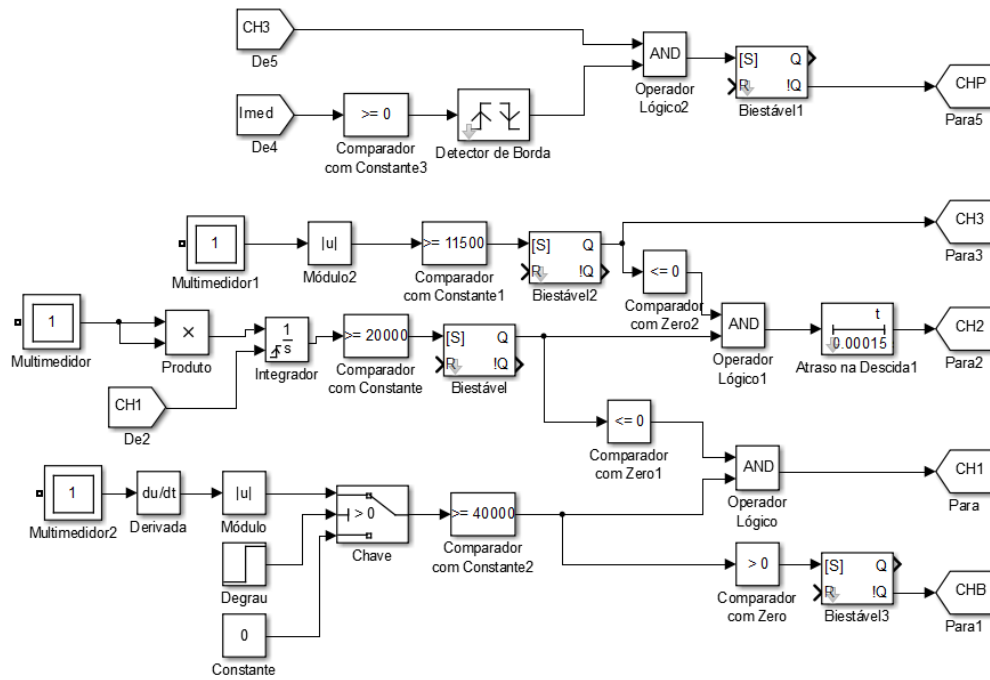 CH3
De5
AND
Operador
Lógico2
[S] Q
R !Q
Biestável1
CHP
Para5
Imed
De4
>= 0
Comparador
com Constante3
Detector de Borda
1
Multimedidor1
|u|
Módulo2
>= 11500
Comparador
com Constante1
[S] Q
R !Q
Biestável2
CH3
Para3
<= 0
Comparador
com Zero2
1
Multimedidor
×
Produto
1
s
Integrador
>= 20000
Comparador
com Constante
[S] Q
R !Q
Biestável
AND
Operador
Lógico1
t
0.00015
Atraso na Descida1
CH2
Para2
CH1
De2
<= 0
Comparador
com Zero1
1
Multimedidor2
du/dt
Derivada
|u|
Módulo
> 0
Chave
>= 40000
Comparador
com Constante2
AND
Operador
Lógico
CH1
Para
Degrau
0
Constante
> 0
Comparador
com Zero
[S] Q
R !Q
Biestável3
CHB
Para1